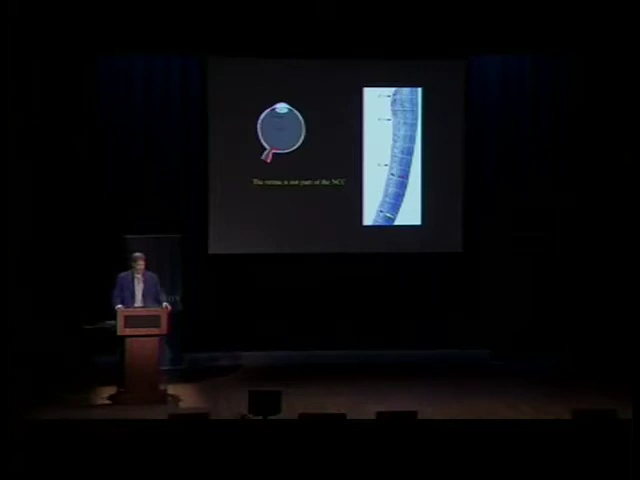 The retina is not part of the NCC